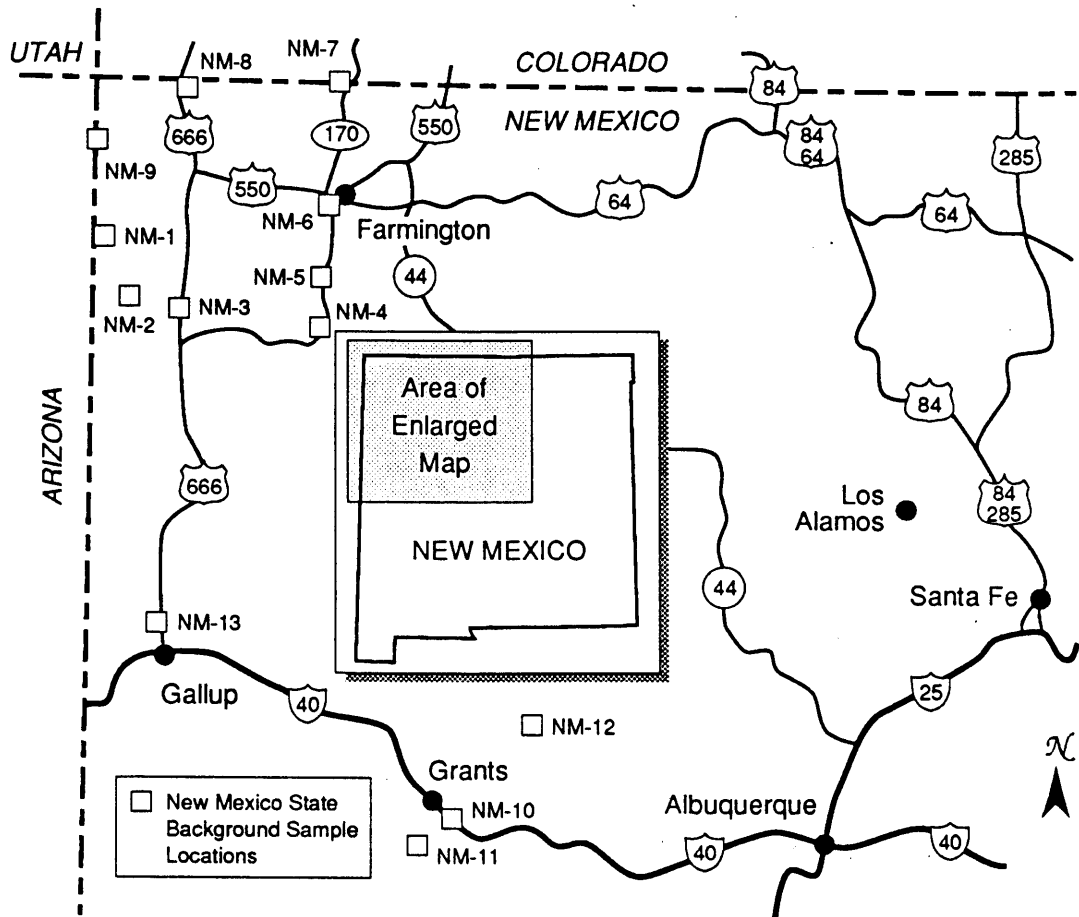 UTAH
NM-8
NM-7
COLORADO
84
NEW MEXICO
666
170
550
84
64
285
NM-9
550
NM-6
64
64
Farmington
NM-1
NM-5
44
NM-2
NM-3
NM-4
ARIZONA
Area of
Enlarged
Map
84
666
Los
Alamos
84
285
NEW MEXICO
44
Santa Fe
NM-13
Gallup
40
25
NM-12
N
Grants
New Mexico State
Background Sample
Locations
NM-10
Albuquerque
NM-11
40
40